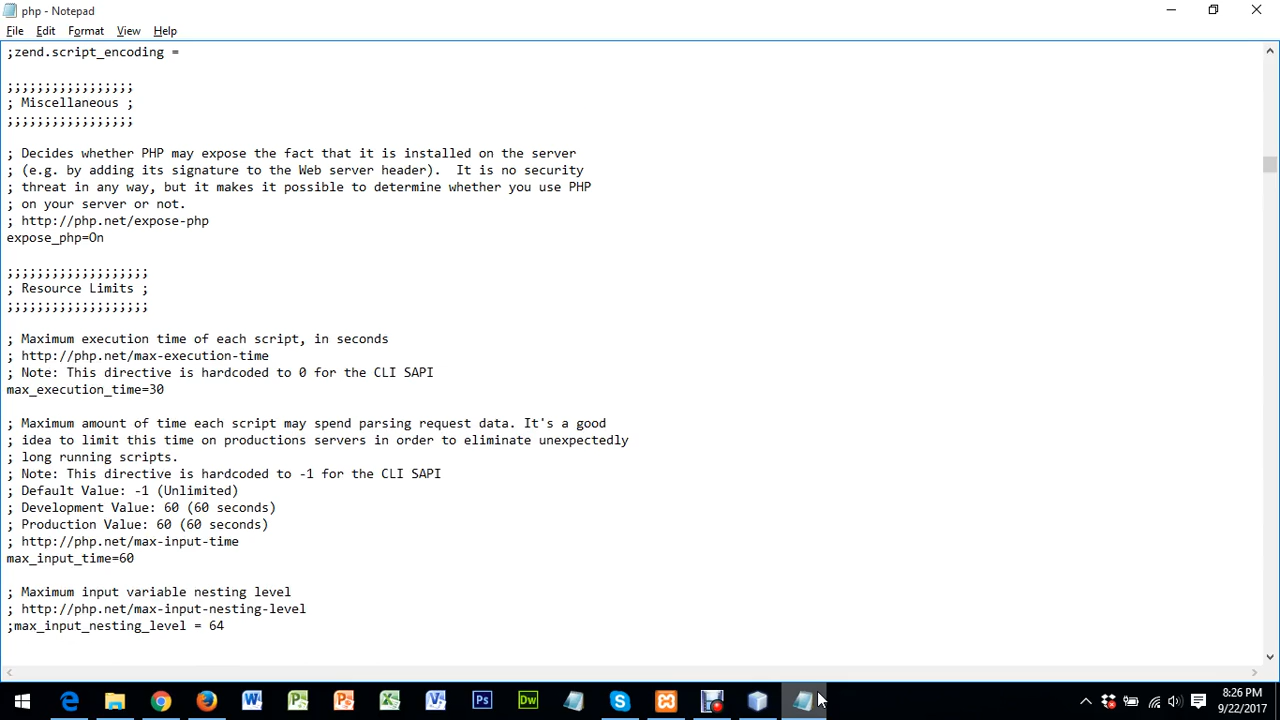 php - Notepad
File Edit Format View Help
;zend.script_encoding =
;;;;;;;;;;;;;;;;;
; Miscellaneous ;
;;;;;;;;;;;;;;;;;
; Decides whether PHP may expose the fact that it is installed on the server
; (e.g. by adding its signature to the Web server header).  It is no security
; threat in any way, but it makes it possible to determine whether you use PHP
; on your server or not.
; http://php.net/expose-php
expose_php=On
;;;;;;;;;;;;;;;;;;;
; Resource Limits ;
;;;;;;;;;;;;;;;;;;;
; Maximum execution time of each script, in seconds
; http://php.net/max-execution-time
; Note: This directive is hardcoded to 0 for the CLI SAPI
max_execution_time=30
; Maximum amount of time each script may spend parsing request data. It's a good
; idea to limit this time on productions servers in order to eliminate unexpectedly
; long running scripts.
; Note: This directive is hardcoded to -1 for the CLI SAPI
; Default Value: -1 (Unlimited)
; Development Value: 60 (60 seconds)
; Production Value: 60 (60 seconds)
; http://php.net/max-input-time
max_input_time=60
; Maximum input variable nesting level
; http://php.net/max-input-nesting-level
;max_input_nesting_level = 64
Ps Dw
8:26 PM
9/22/2017